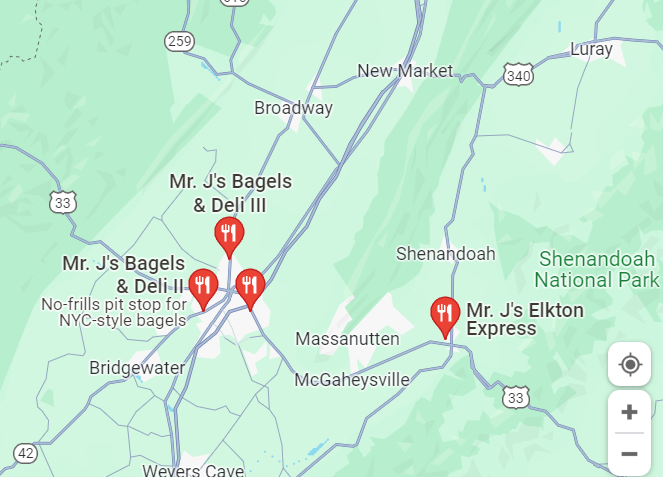 259
New Market
Luray
340
Broadway
Mr. J's Bagels
& Deli III
33
Shenandoah
Shenandoah
National Park
Mr. J's Bagels
& Deli II
No-frills pit stop for
NYC-style bagels
Mr. J's Elkton
Express
Massanutten
Bridgewater
McGaheysville
33
42
Weyers Cave